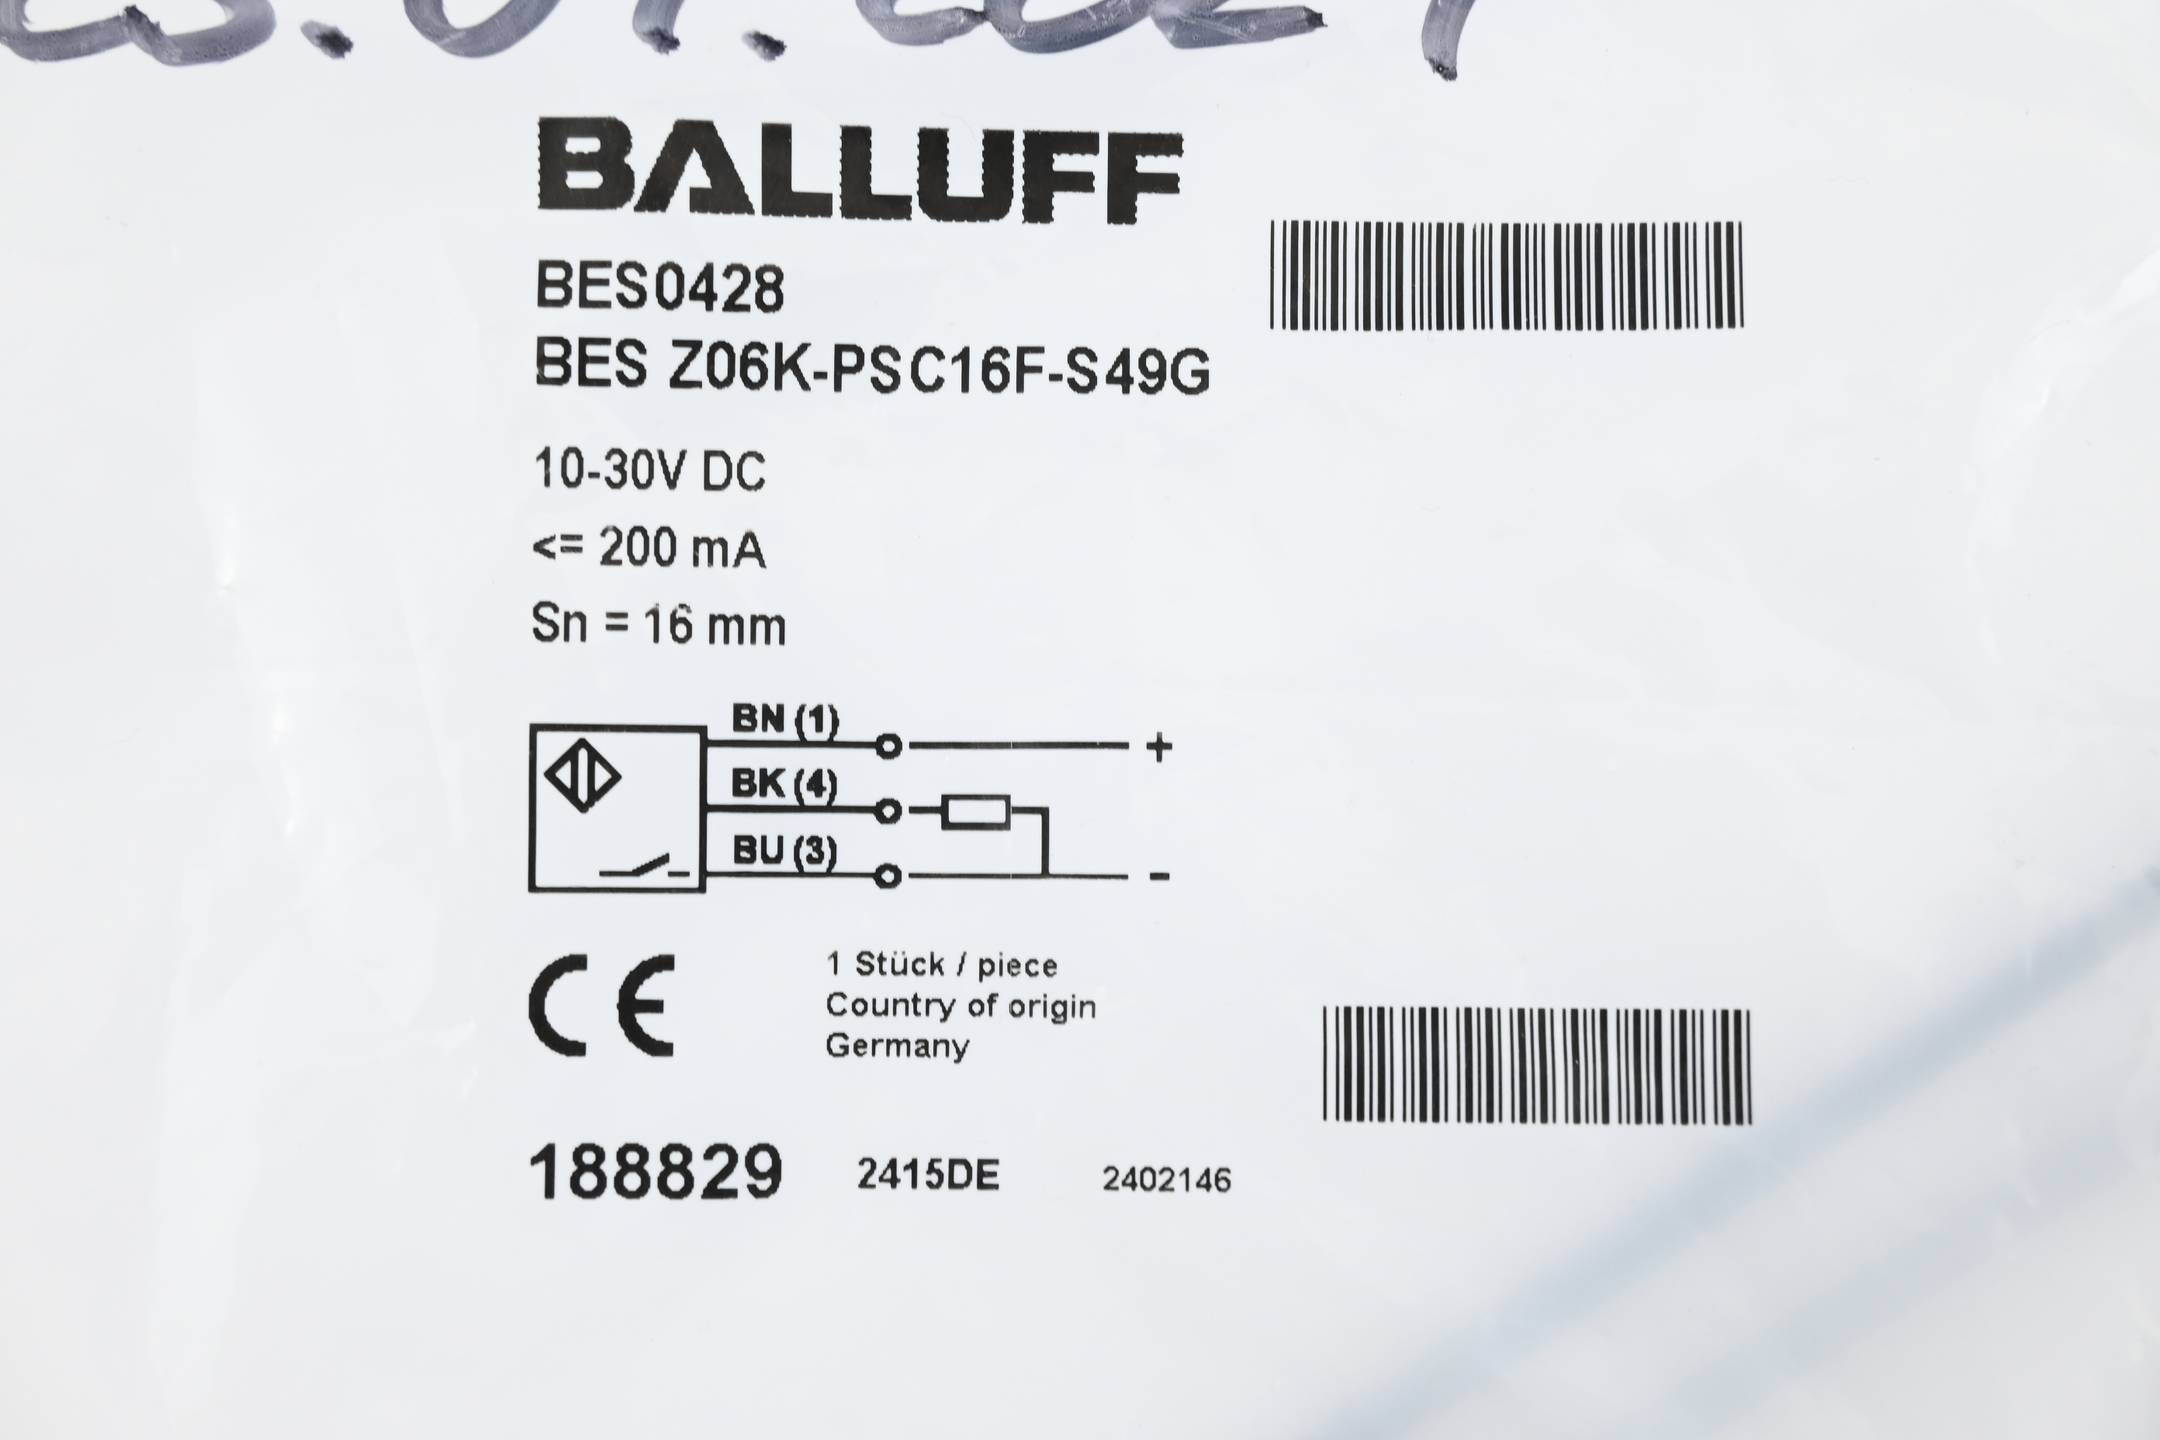 BALLUFF
BES0428
BES Z06K-PSC16F-S49G
10-30V DC
<= 200 mA
Sn = 16 mm
BN (1)
+
BK (4)
BU (3)
-
CE
1 Stück / piece
Country of origin
Germany
188829 2415DE 2402146